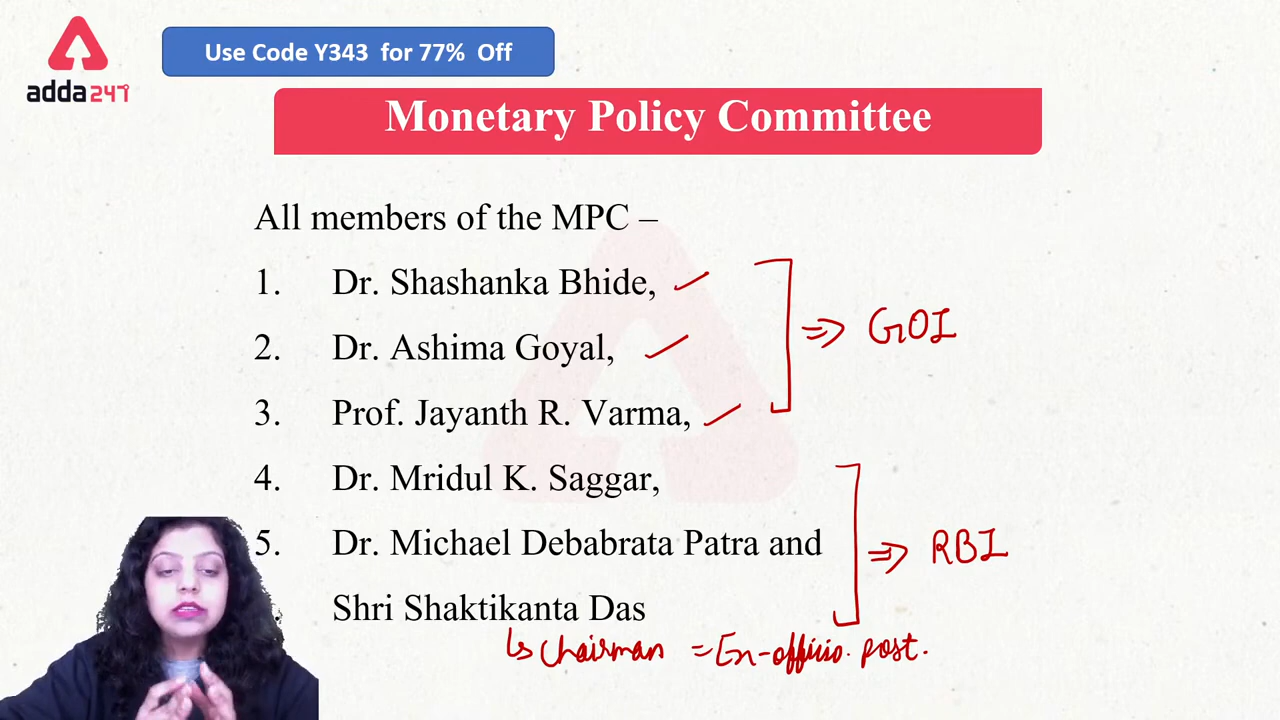 Use Code Y343 for 77% Off
adda247
Monetary Policy Committee
All members of the MPC –
1. Dr. Shashanka Bhide,
2. Dr. Ashima Goyal,
3. Prof. Jayanth R. Varma,
⇒ GOI
4. Dr. Mridul K. Saggar,
5. Dr. Michael Debabrata Patra and
Shri Shaktikanta Das
⇒ RBI
↳ Chairman = Ex-officio. post.